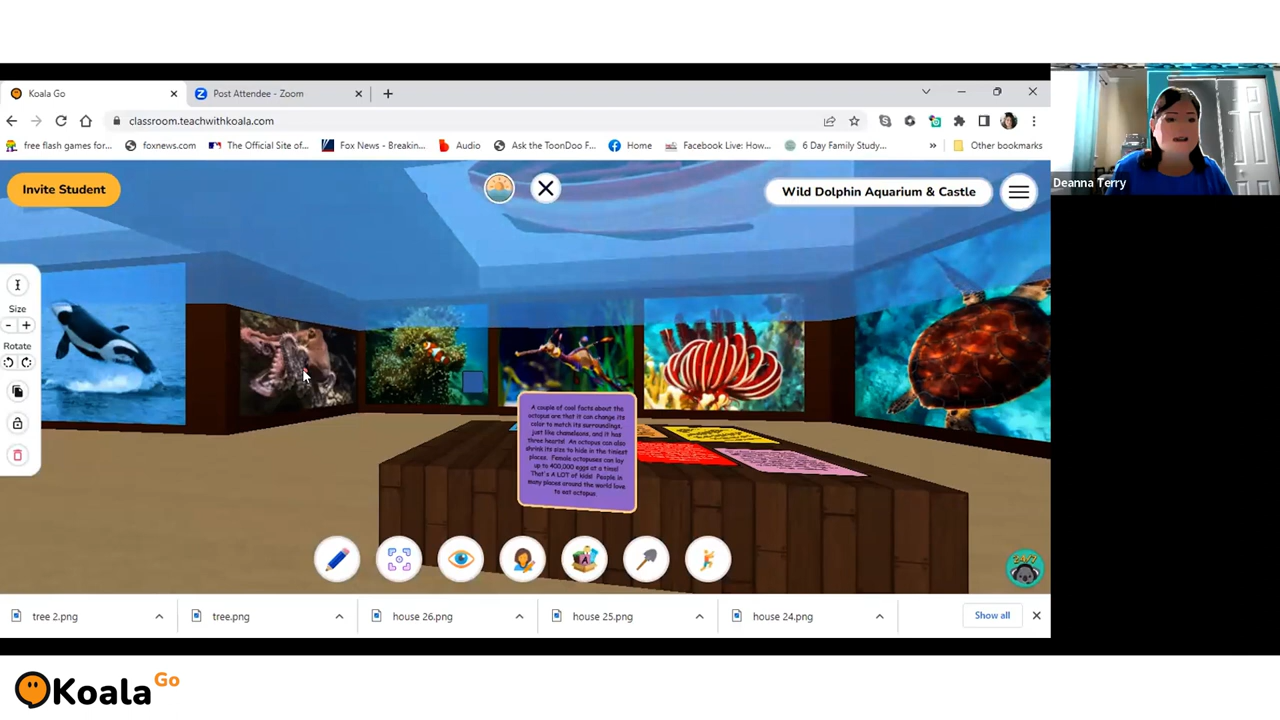 Koala Go
Post Attendee - Zoom
classroom.teachwithkoala.com
free flash games for...
foxnews.com
The Official Site of...
Fox News - Breakin...
Audio
Ask the ToonDoo F...
Home
Facebook Live: How...
6 Day Family Study...
»
Other bookmarks
Deanna Terry
Invite Student
Wild Dolphin Aquarium & Castle
Size
- +
Rotate
A couple of cool facts about the
octopus are that it can change its
color to match its surroundings,
just like chameleons, and it has
three hearts! An octopus can also
shrink its size to hide in the tiniest
places. Female octopuses can lay
up to 400,000 eggs at a time!
That's A LOT of kids! People in
many places around the world love
to eat octopus.
tree 2.png
tree.png
house 26.png
house 25.png
house 24.png
Show all
Koala Go